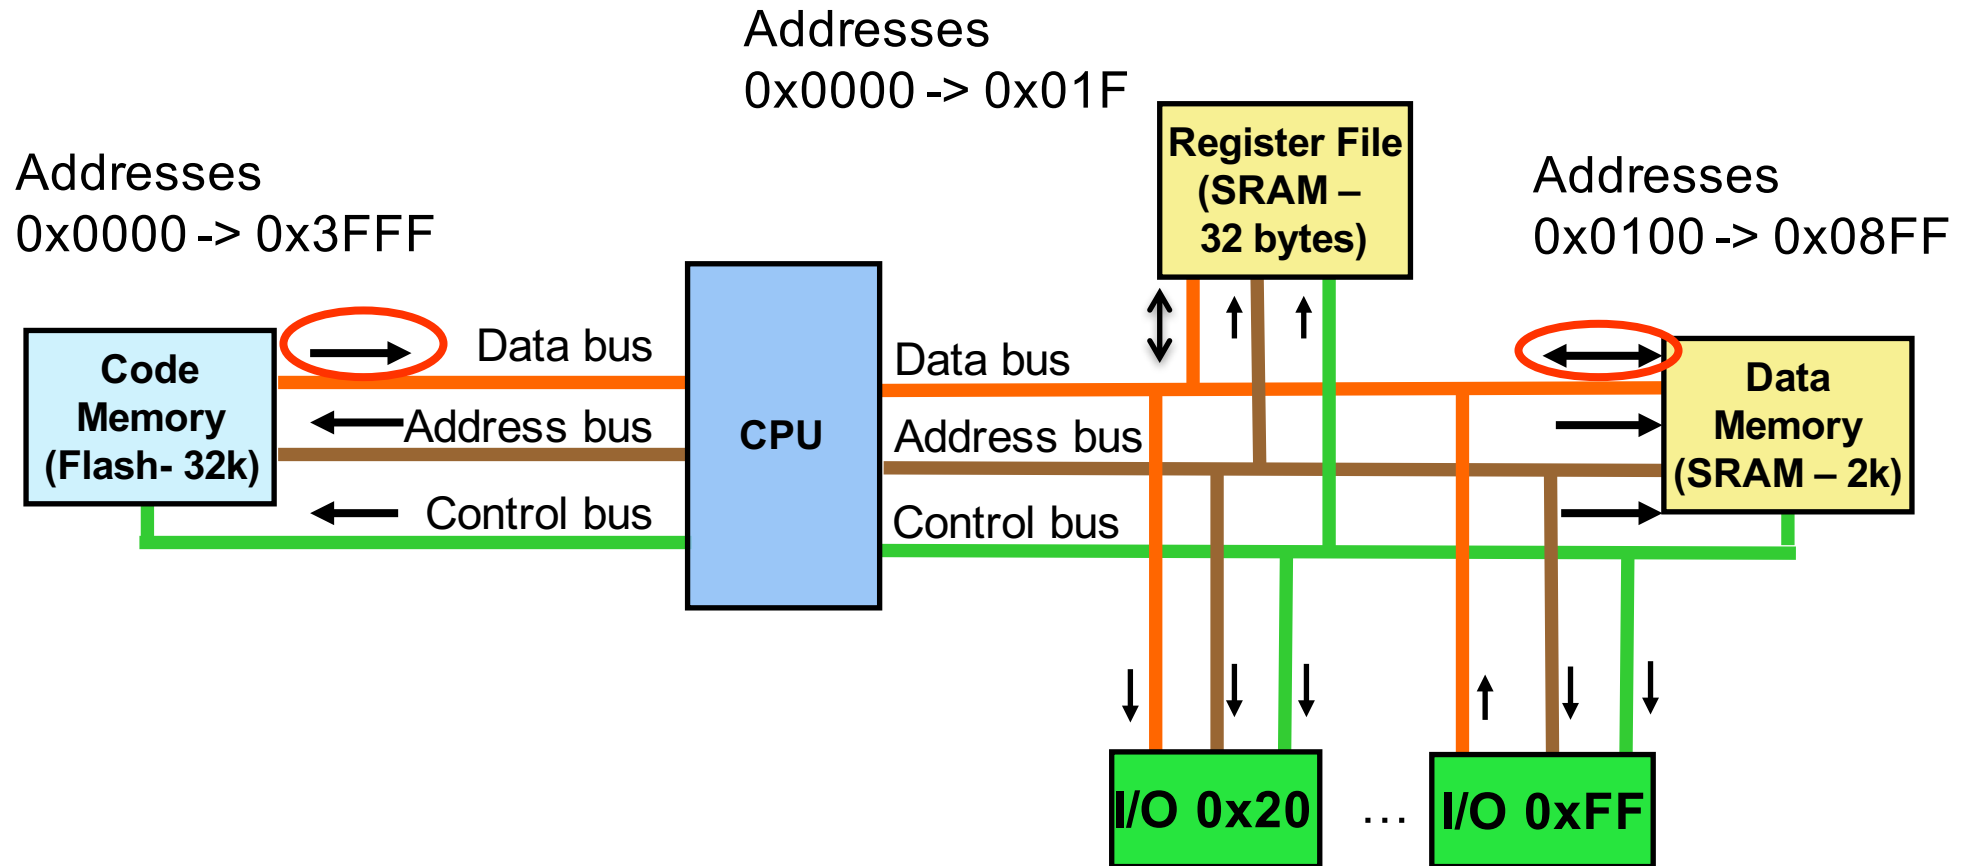 Addresses
0x0000 -> 0x01F
Addresses
0x0000 -> 0x3FFF
Register File
(SRAM –
32 bytes)
Addresses
0x0100 -> 0x08FF
Code
Memory
(Flash- 32k)
Data bus
Address bus
Control bus
CPU
Data bus
Address bus
Control bus
Data
Memory
(SRAM – 2k)
I/O 0x20
...
I/O 0xFF